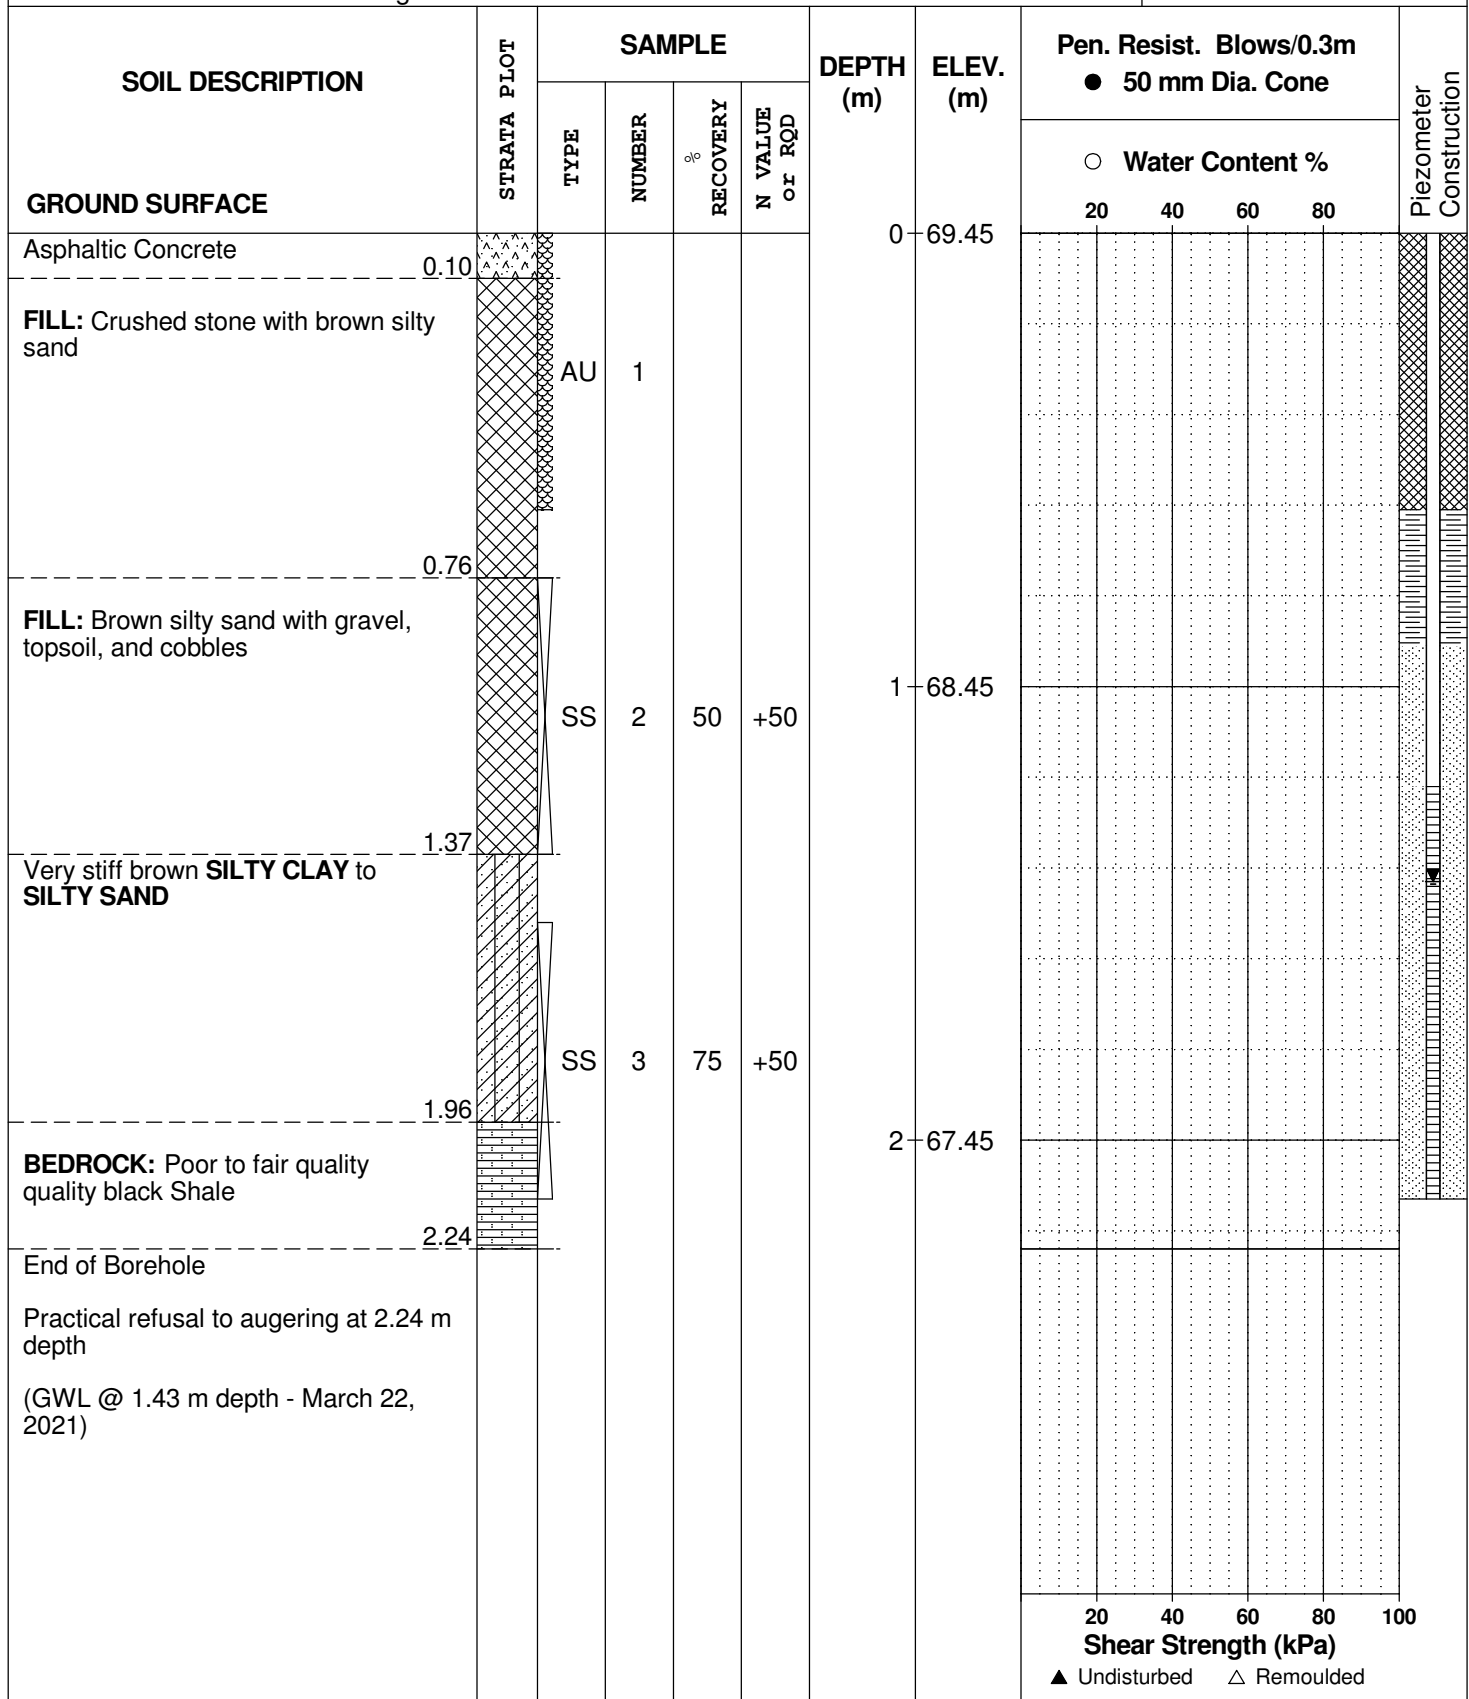 SOIL DESCRIPTION
GROUND SURFACE
STRATA PLOT
SAMPLE
TYPE
NUMBER
%
RECOVERY
N VALUE
or RQD
DEPTH
(m)
ELEV.
(m)
Pen. Resist. Blows/0.3m
● 50 mm Dia. Cone
○ Water Content %
20 40 60 80
Piezometer
Construction
Asphaltic Concrete
0.10
0 69.45
FILL: Crushed stone with brown silty
sand
AU 1
0.76
FILL: Brown silty sand with gravel,
topsoil, and cobbles
1 68.45
SS 2 50 +50
1.37
Very stiff brown SILTY CLAY to
SILTY SAND
SS 3 75 +50
1.96
2 67.45
BEDROCK: Poor to fair quality
quality black Shale
2.24
End of Borehole
Practical refusal to augering at 2.24 m
depth
(GWL @ 1.43 m depth - March 22,
2021)
20 40 60 80 100
Shear Strength (kPa)
▲ Undisturbed △ Remoulded